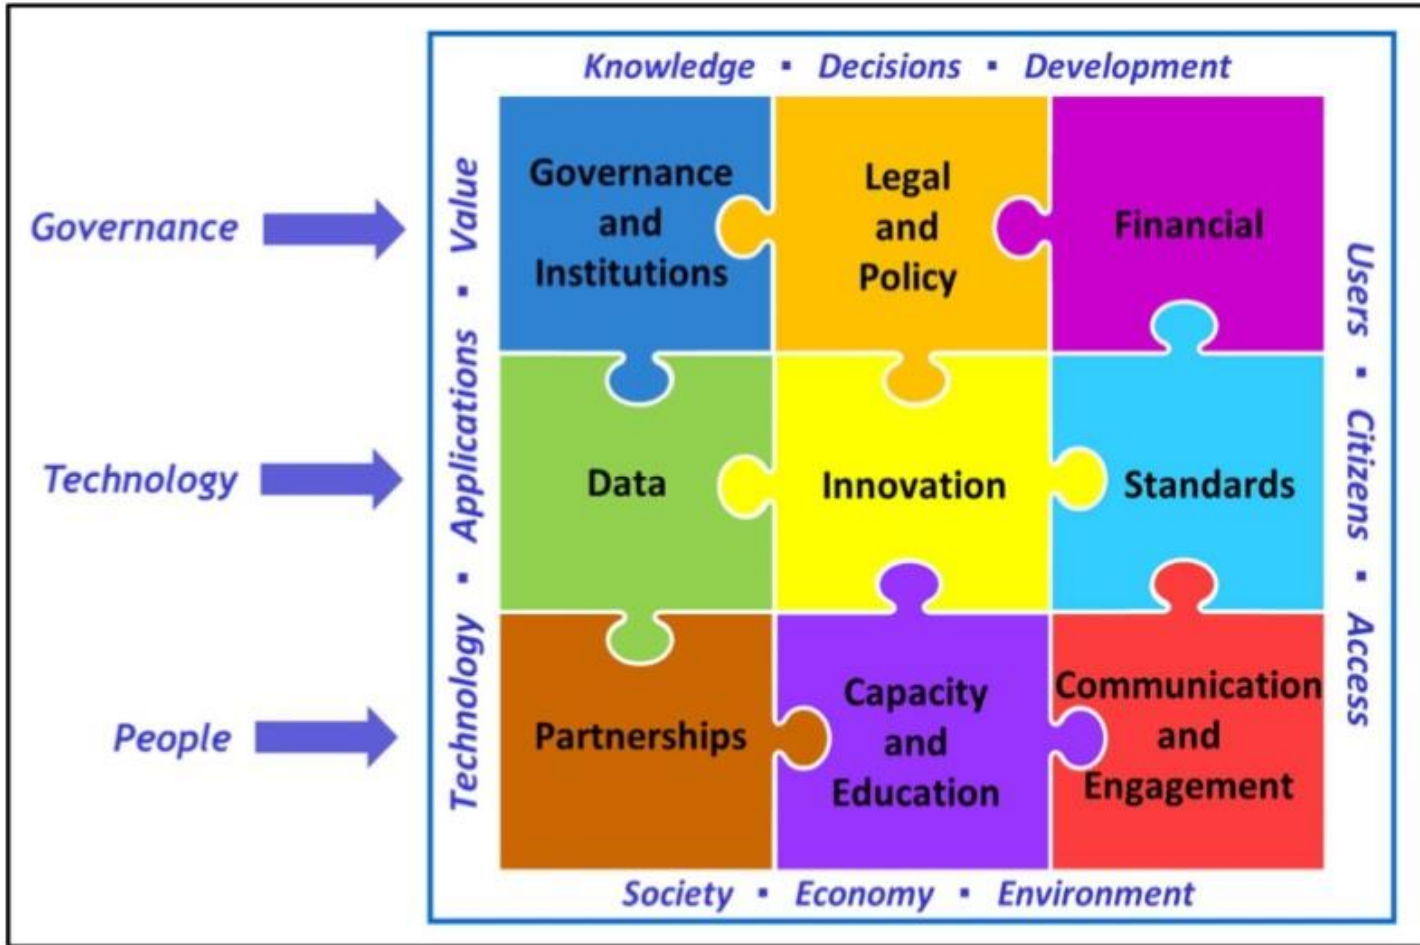 Knowledge ▪ Decisions ▪ Development
Governance
Technology ▪ Applications ▪ Value
Governance
and
Institutions
Legal
and
Policy
Financial
Users ▪ Citizens ▪ Access
Technology
Data
Innovation
Standards
People
Partnerships
Capacity
and
Education
Communication
and
Engagement
Society ▪ Economy ▪ Environment